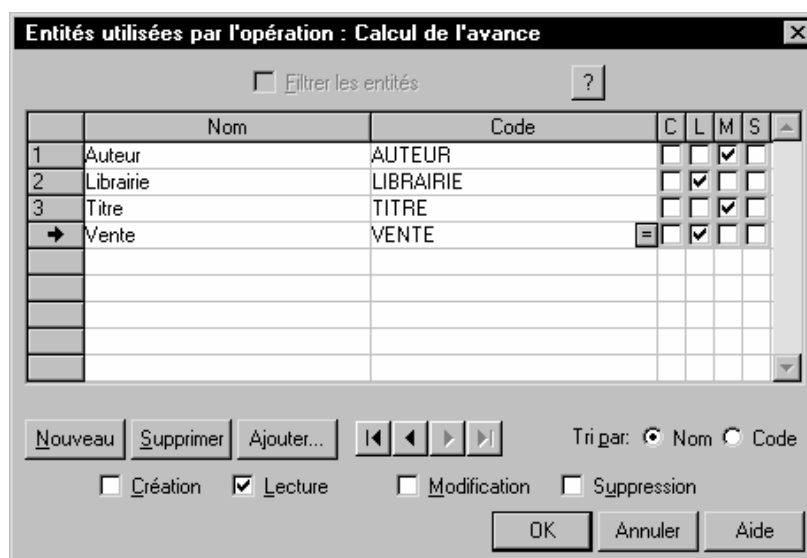 Entités utilisées par l'opération : Calcul de l'avance
Filtrer les entités ?
Nom Code C L M S
1 Auteur AUTEUR
2 Librairie LIBRAIRIE
3 Titre TITRE
Vente VENTE =
Nouveau Supprimer Ajouter... Tri par: Nom Code
Création Lecture Modification Suppression
OK Annuler Aide